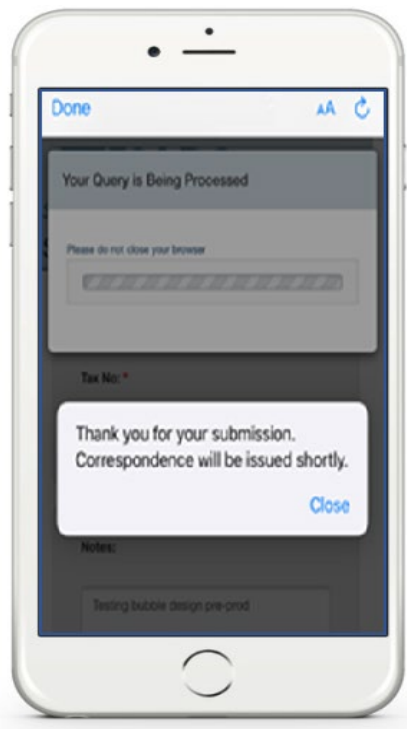 Done
AA
Your Query is Being Processed
Please do not close your browser
Tax No: *
Thank you for your submission.
Correspondence will be issued shortly.
Close
Notes:
Testing bubble design pre-prod